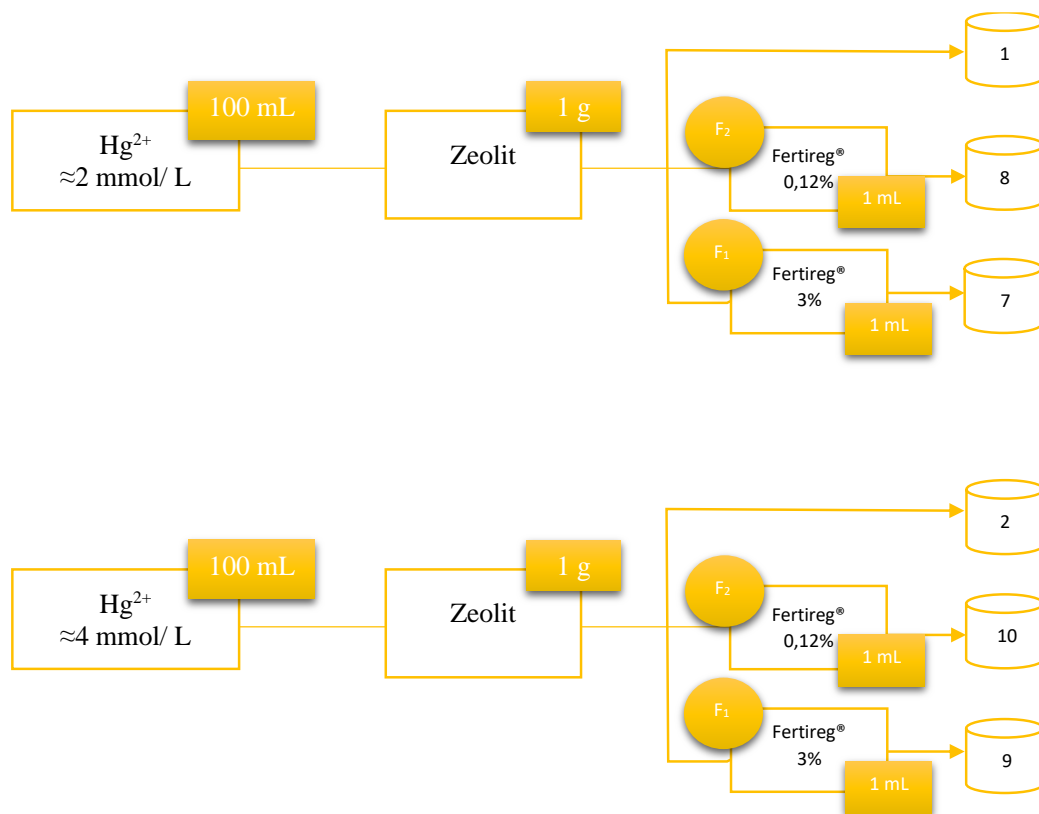 100 mL
Hg²⁺
≈2 mmol/ L
1 g
Zeolit
1
F₂
Fertireg®
0,12%
1 mL
8
F₁
Fertireg®
3%
1 mL
7
100 mL
Hg²⁺
≈4 mmol/ L
1 g
Zeolit
2
F₂
Fertireg®
0,12%
1 mL
10
F₁
Fertireg®
3%
1 mL
9